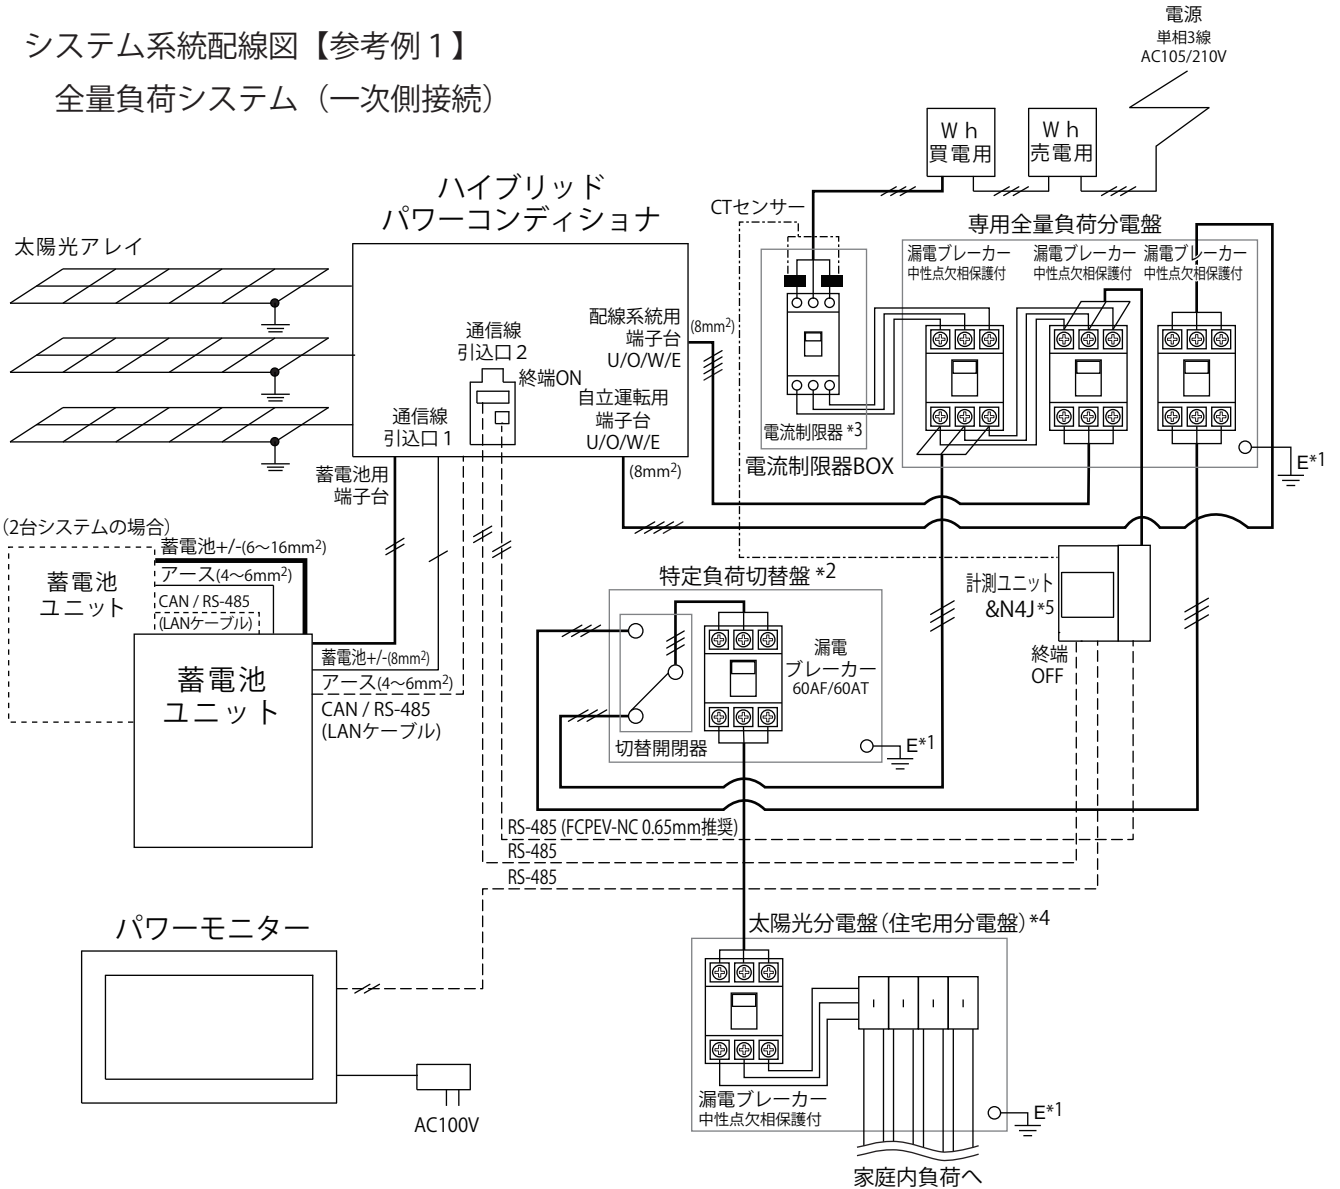 システム系統配線図【参考例1】
全量負荷システム（一次側接続）
電源
単相3線
AC105/210V
Wh
買電用
Wh
売電用
ハイブリッド
パワーコンディショナ
太陽光アレイ
CTセンサー
専用全量負荷分電盤
漏電ブレーカー
中性点欠相保護付
漏電ブレーカー
中性点欠相保護付
漏電ブレーカー
中性点欠相保護付
配線系統用
端子台
U/O/W/E
(8mm²)
通信線
引込口2
終端ON
自立運転用
端子台
U/O/W/E
(8mm²)
通信線
引込口1
電流制限器*3
電流制限器BOX
E*1
蓄電池用
端子台
(2台システムの場合)
蓄電池
ユニット
蓄電池+/-(6～16mm²)
アース(4～6mm²)
CAN / RS-485
(LANケーブル)
蓄電池
ユニット
蓄電池+/-(8mm²)
アース(4～6mm²)
CAN / RS-485
(LANケーブル)
特定負荷切替盤*2
漏電
ブレーカー
60AF/60AT
切替開閉器
E*1
計測ユニット
&N4J*5
終端
OFF
RS-485 (FCPEV-NC 0.65mm推奨)
RS-485
RS-485
パワーモニター
AC100V
太陽光分電盤(住宅用分電盤)*4
漏電ブレーカー
中性点欠相保護付
E*1
家庭内負荷へ